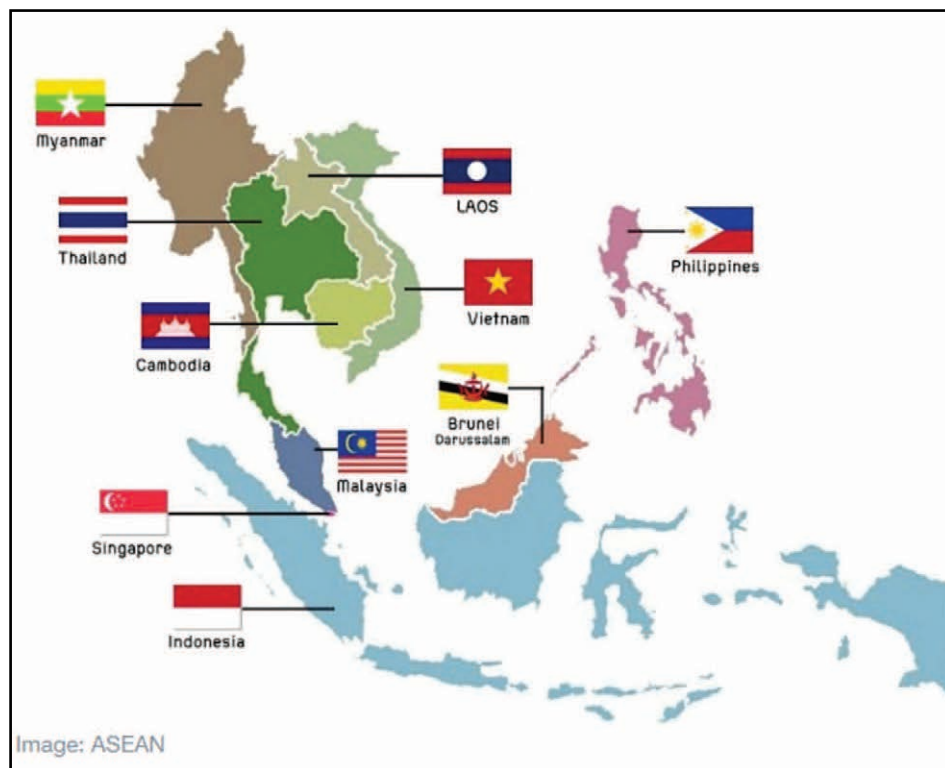 Myanmar
LAOS
Thailand
Philippines
Vietnam
Cambodia
Brunei
Darussalam
Malaysia
Singapore
Indonesia
Image: ASEAN